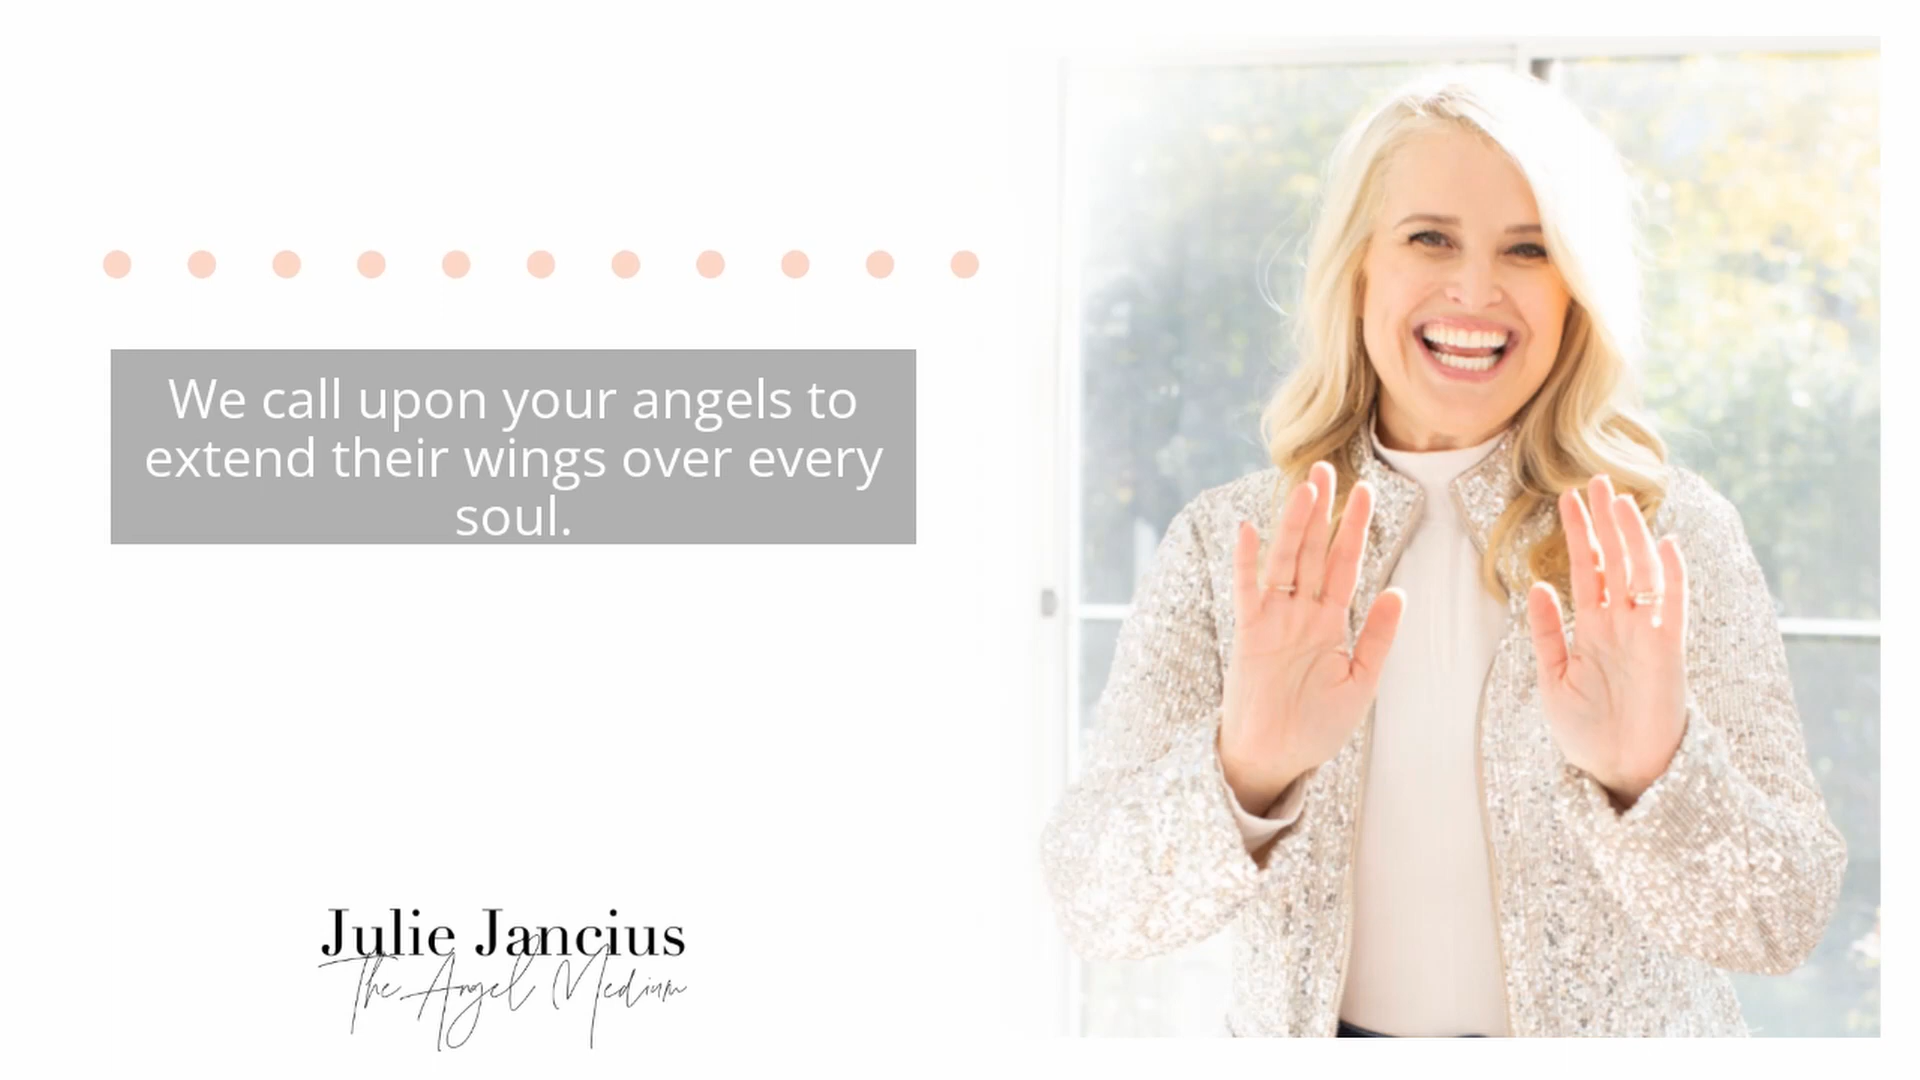 We call upon your angels to
extend their wings over every
soul.
Julie Jancius
The Angel Medium